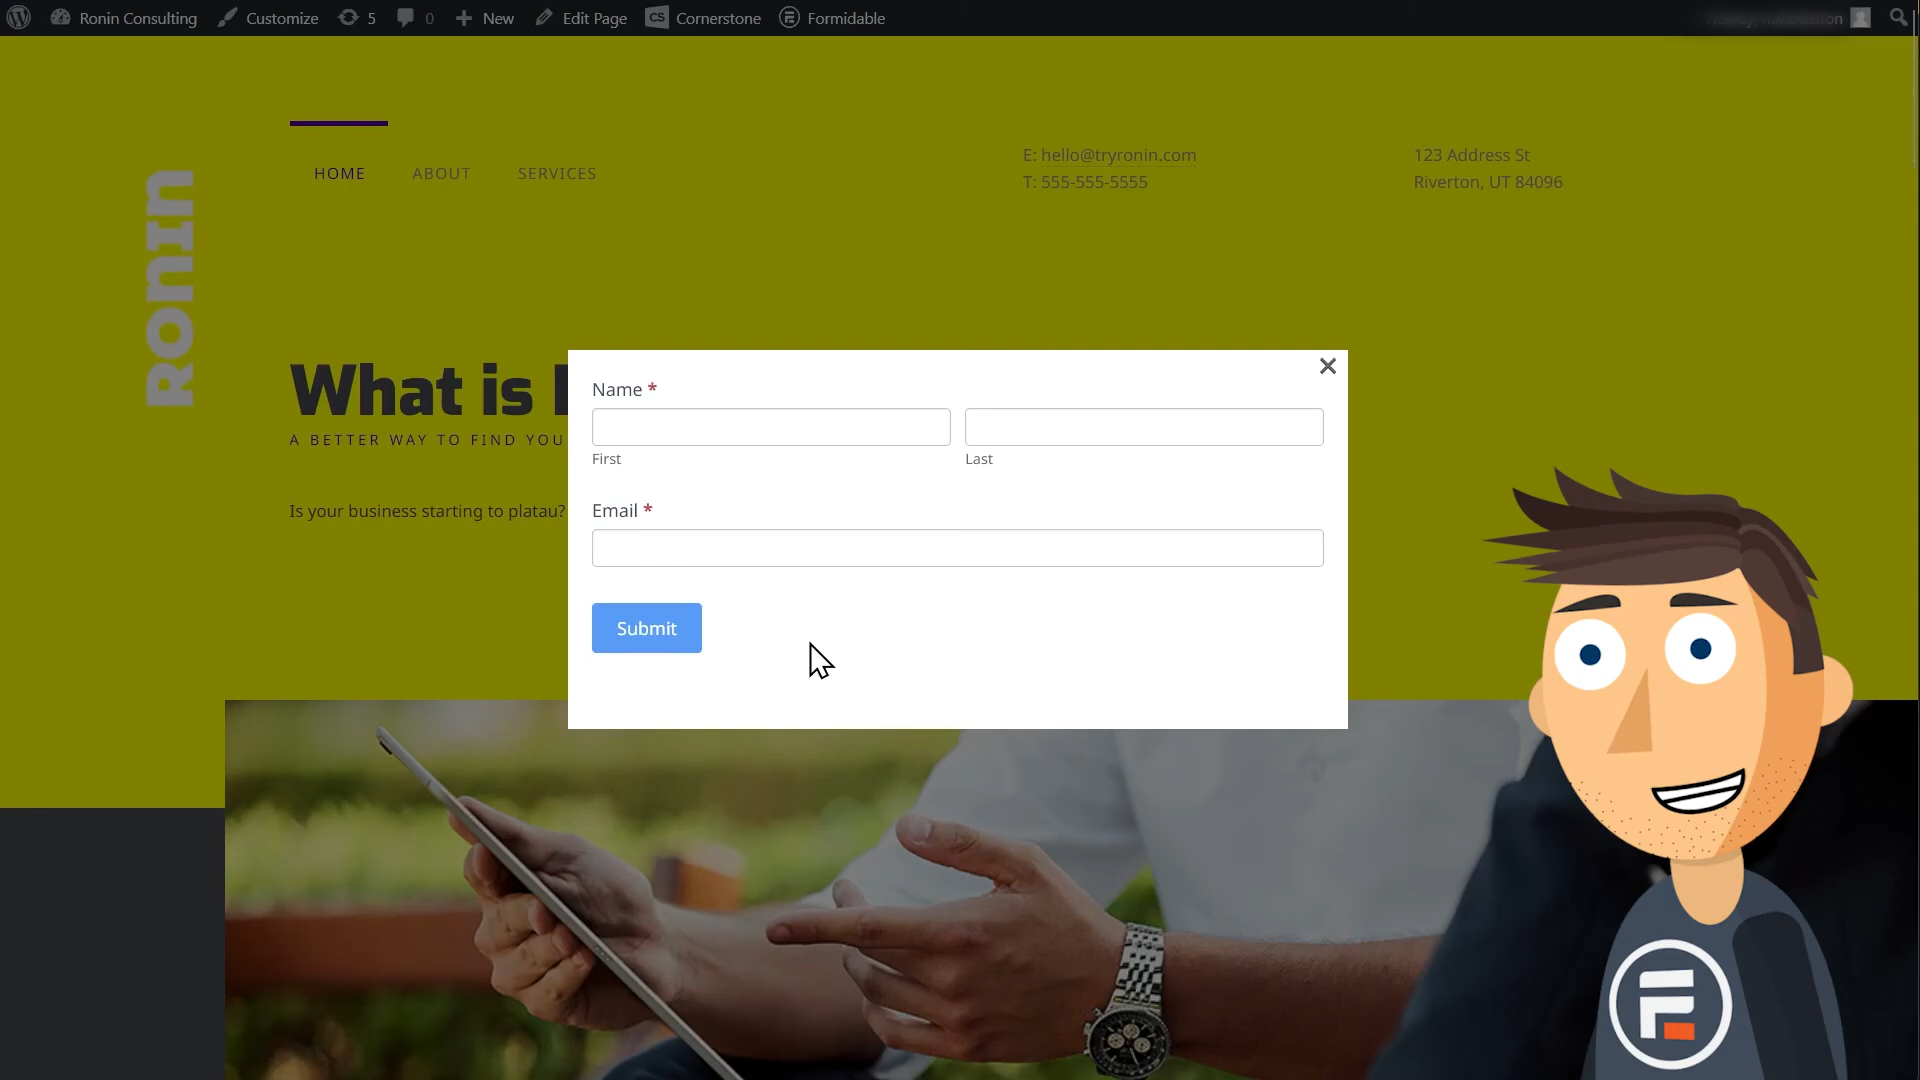 Ronin Consulting Customize 5 0 New Edit Page CS Cornerstone Formidable
HOME ABOUT SERVICES
E: hello@tryronin.com
T: 555-555-5555
123 Address St
Riverton, UT 84096
Ronin
What is
A BETTER WAY TO FIND YOU
Is your business starting to platau?
Name *
First
Last
Email *
Submit